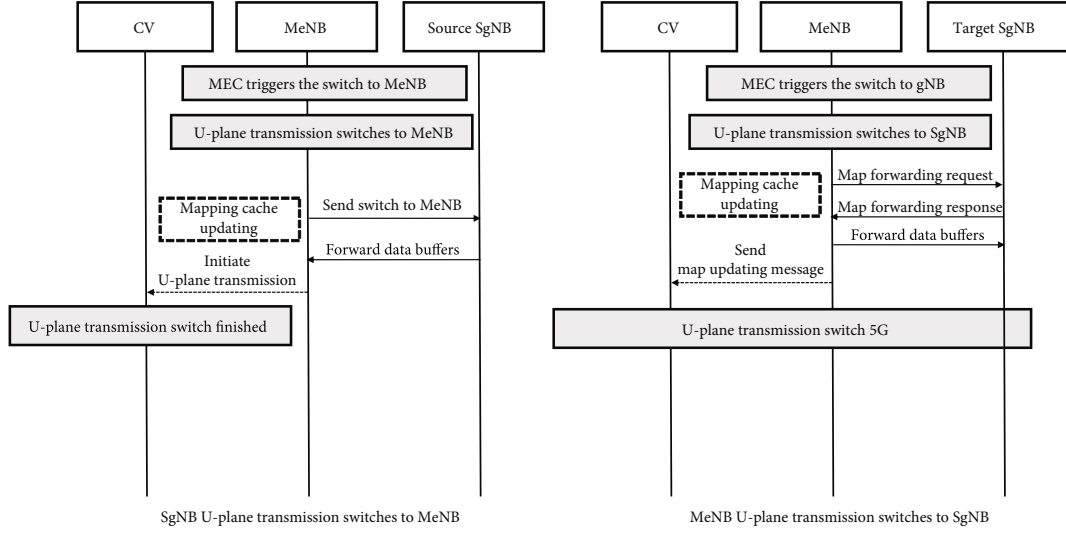 CV
MeNB
Source SgNB
MEC triggers the switch to MeNB
U-plane transmission switches to MeNB
Mapping cache
updating
Send switch to MeNB
Forward data buffers
Initiate
U-plane transmission
U-plane transmission switch finished
SgNB U-plane transmission switches to MeNB
CV
MeNB
Target SgNB
MEC triggers the switch to gNB
U-plane transmission switches to SgNB
Map forwarding request
Mapping cache
updating
Map forwarding response
Forward data buffers
Send
map updating message
U-plane transmission switch 5G
MeNB U-plane transmission switches to SgNB